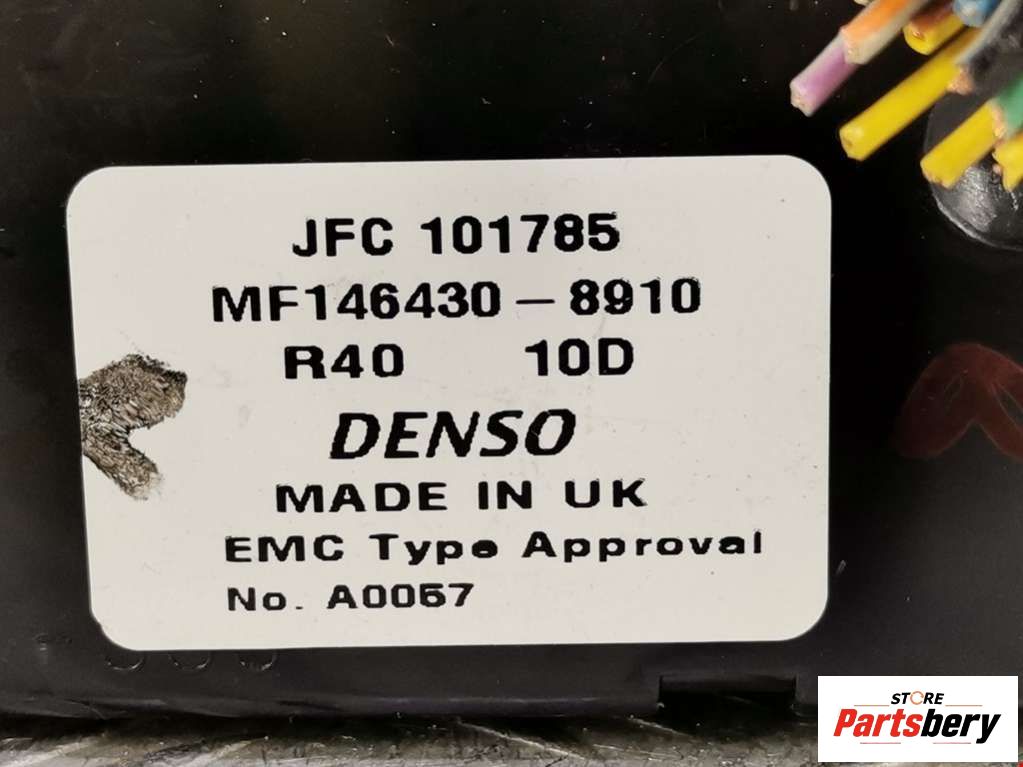 JFC 101785
MF146430-8910
R40 10D
DENSO
MADE IN UK
EMC Type Approval
No. A0057
STORE
Partsbery